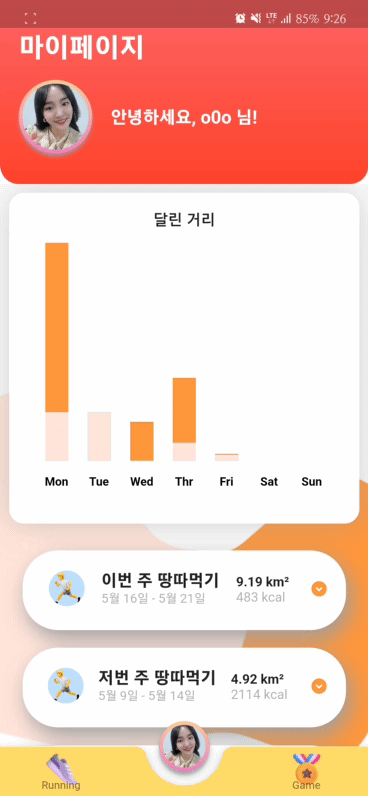 LTE 85% 9:26
마이페이지
안녕하세요, o0o 님!
달린 거리
Mon Tue Wed Thr Fri Sat Sun
이번 주 땅따먹기 9.19 km²
5월 16일 - 5월 21일 483 kcal
저번 주 땅따먹기 4.92 km²
5월 9일 - 5월 14일 2114 kcal
Running Game